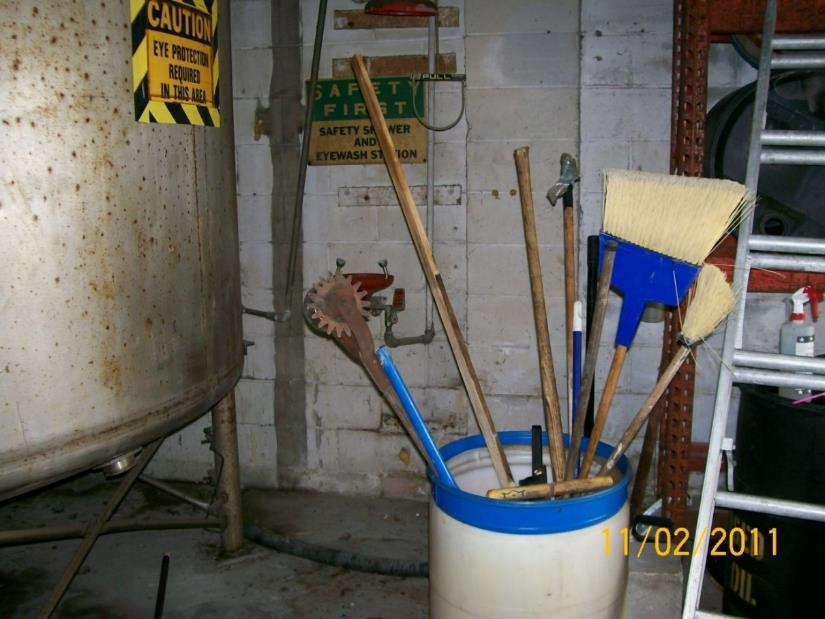 CAUTION
EYE PROTECTION
REQUIRED
IN THIS AREA
PULL
SAFETY
FIRST
SAFETY SHOWER
AND
EYEWASH STATION
OIL
11/02/2011